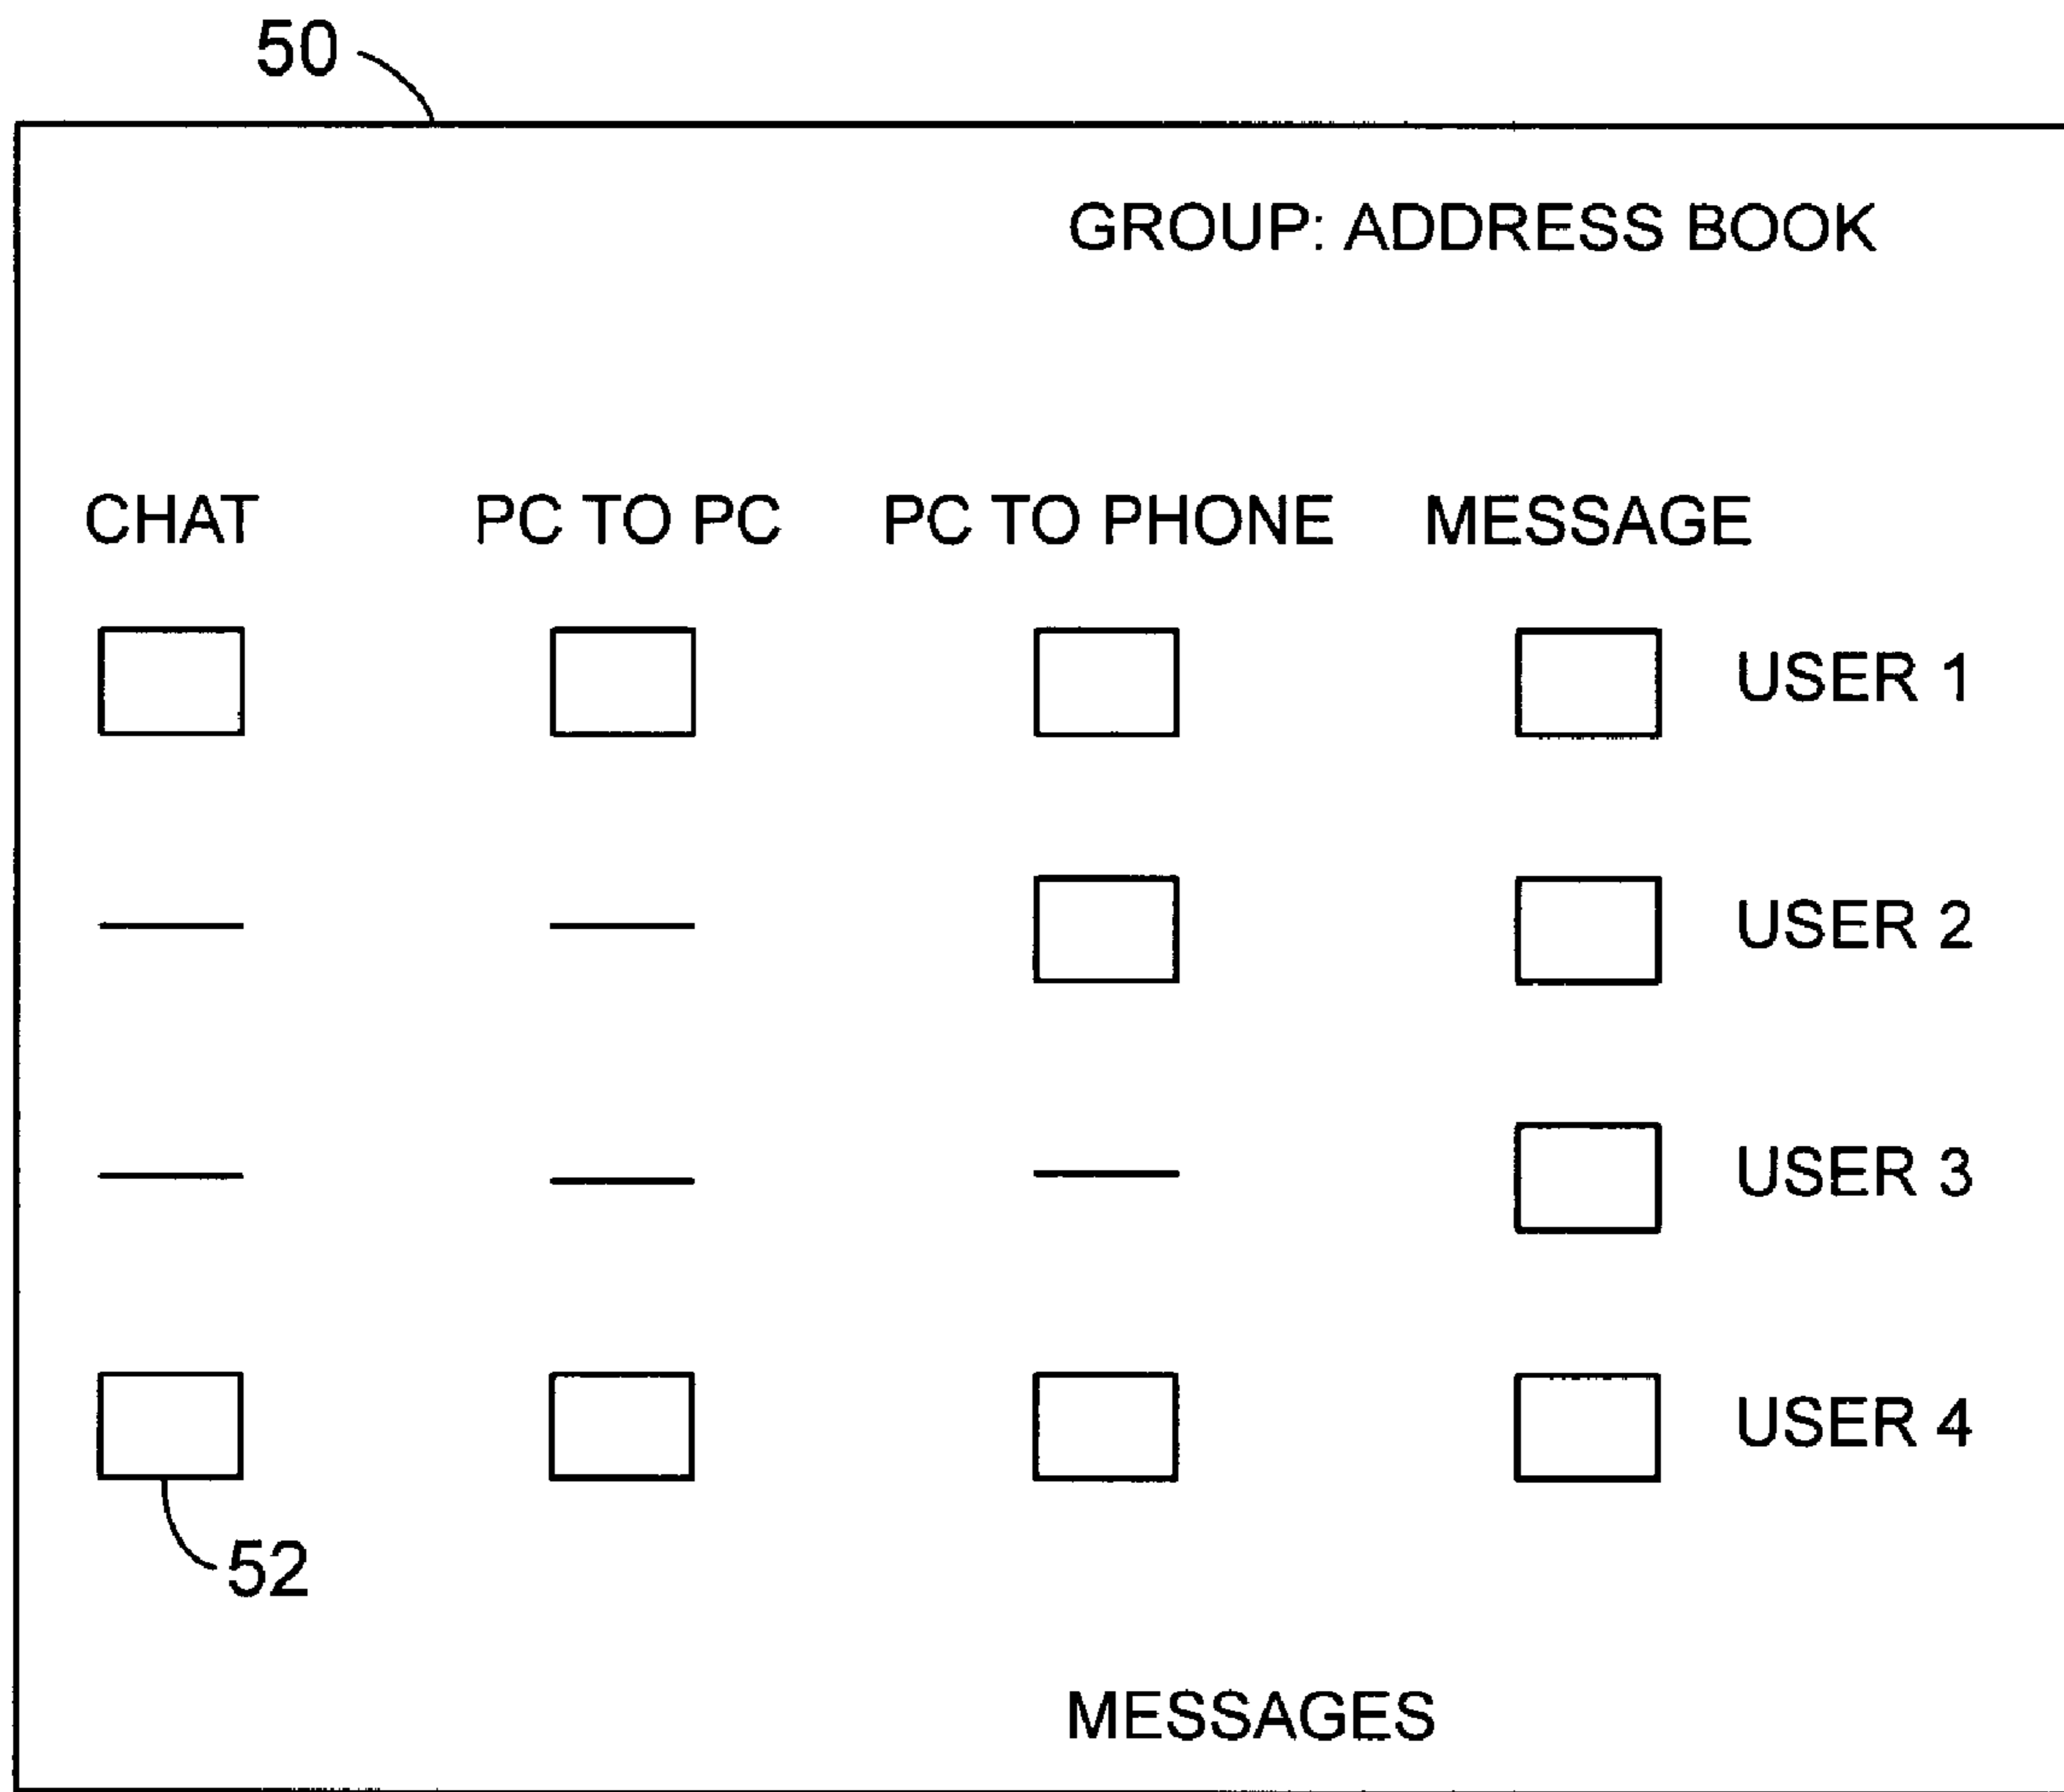 50
GROUP: ADDRESS BOOK
CHAT PC TO PC PC TO PHONE MESSAGE
USER 1
USER 2
USER 3
USER 4
52
MESSAGES